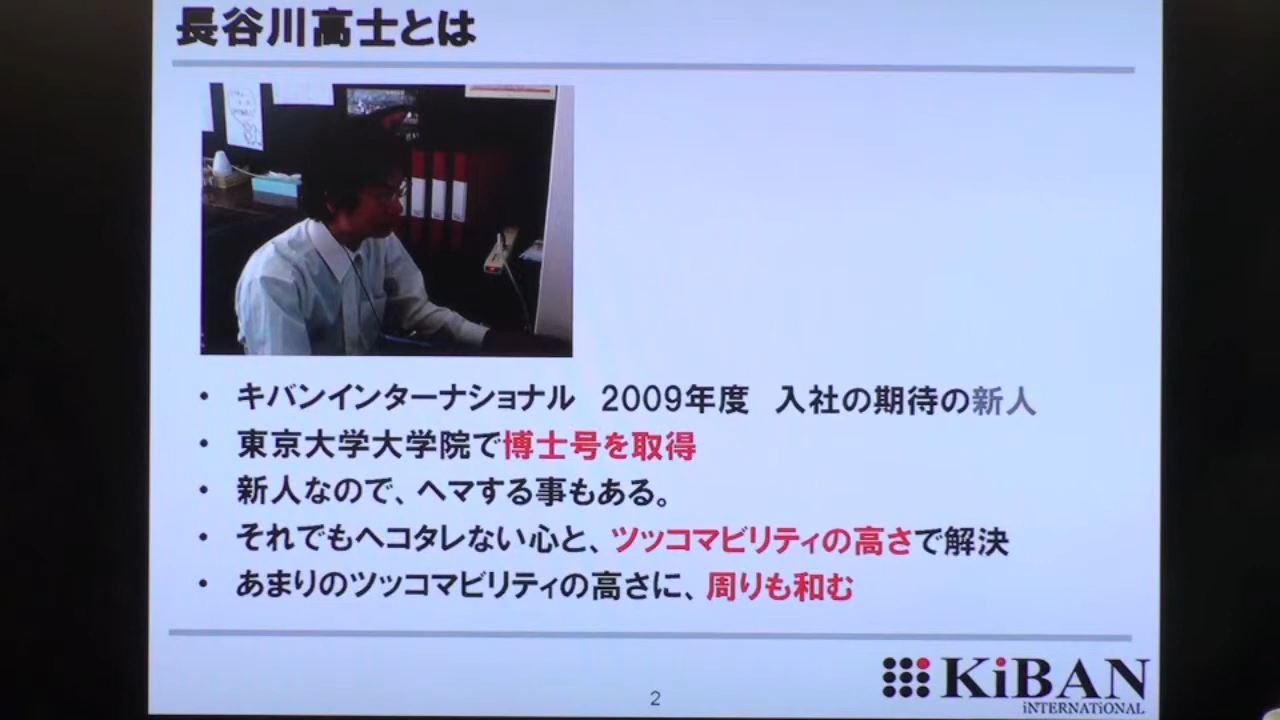 長谷川高士とは
・ キバンインターナショナル 2009年度 入社の期待の新人
・ 東京大学大学院で博士号を取得
・ 新人なので、ヘマする事もある。
・ それでもヘコタレない心と、ツッコマビリティの高さで解決
・ あまりのツッコマビリティの高さに、周りも和む
2
KiBAN
iNTERNATiONAL